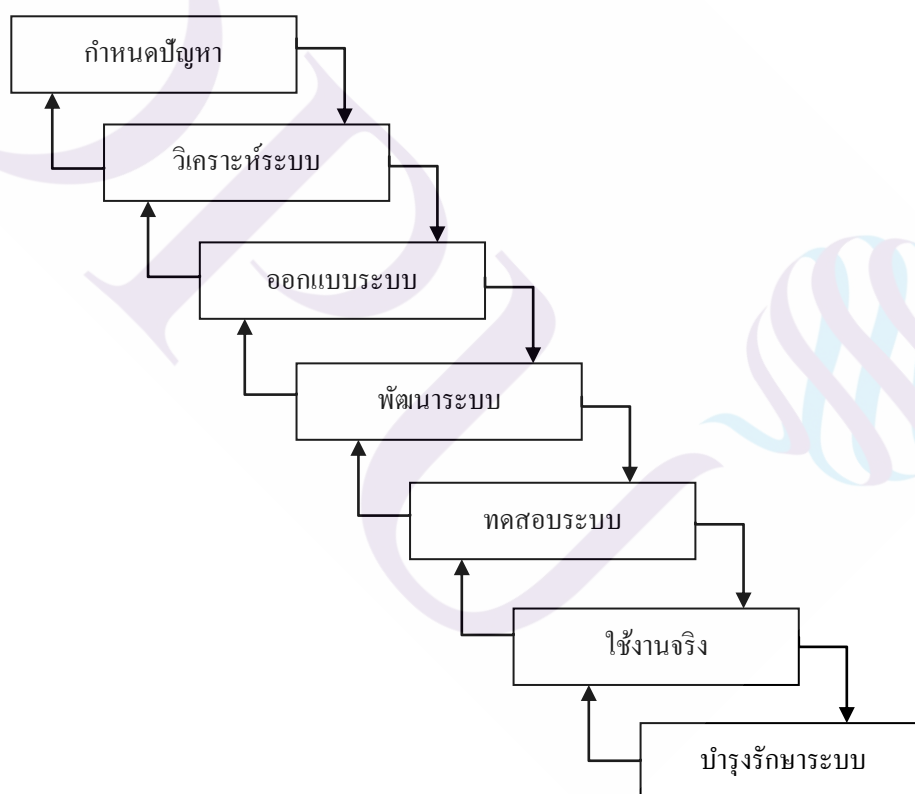 กำหนดปัญหา
วิเคราะห์ระบบ
ออกแบบระบบ
พัฒนาระบบ
ทดสอบระบบ
ใช้งานจริง
บำรุงรักษาระบบ